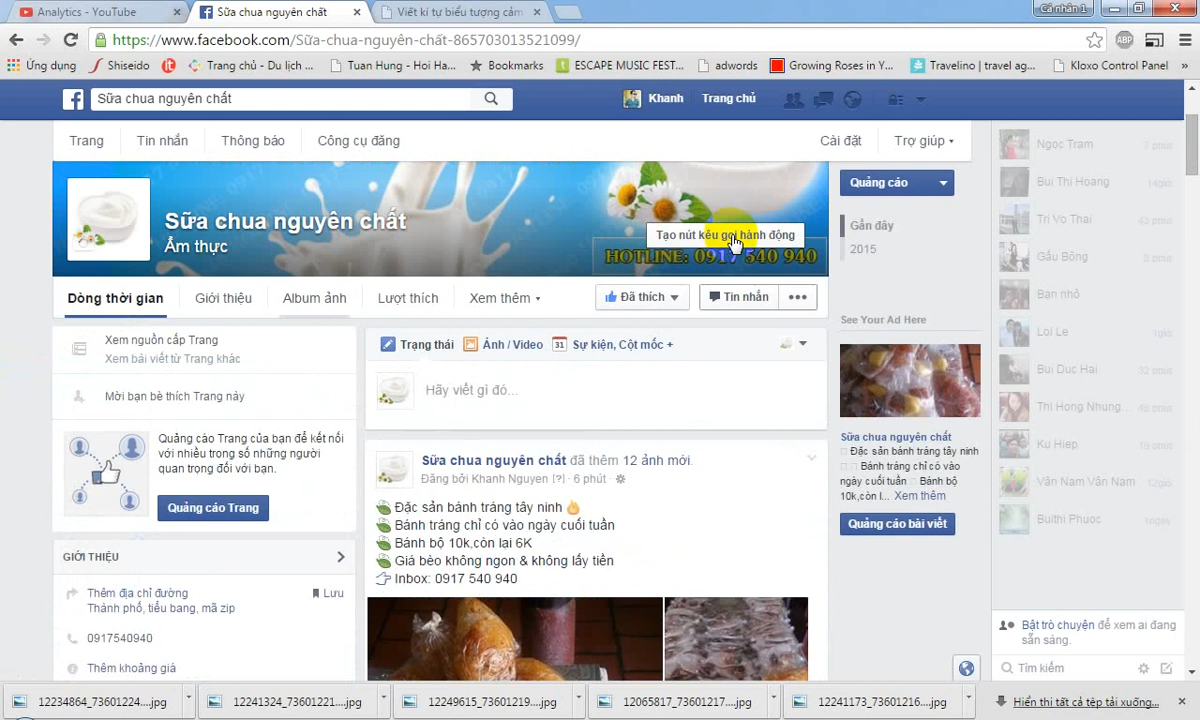 Analytics - YouTube
Sữa chua nguyên chất
Viết kí tự biểu tượng cảm
Cá nhân 1
https://www.facebook.com/Sữa-chua-nguyên-chất-865703013521099/
ABP
Ứng dụng
Shiseido
Trang chủ - Du lịch ...
Tuan Hung - Hoi Ha...
Bookmarks
ESCAPE MUSIC FEST...
adwords
Growing Roses in Y...
Travelino | travel ag...
Kloxo Control Panel
»
Sữa chua nguyên chất
Khanh
Trang chủ
Trang
Tin nhắn
Thông báo
Công cụ đăng
Cài đặt
Trợ giúp
Sữa chua nguyên chất
Ẩm thực
Tạo nút kêu gọi hành động
HOTLINE: 0917 540 940
Dòng thời gian
Giới thiệu
Album ảnh
Lượt thích
Xem thêm
Đã thích
Tin nhắn
•••
Quảng cáo
Gần đây
2015
Xem nguồn cấp Trang
Xem bài viết từ Trang khác
Mời bạn bè thích Trang này
Quảng cáo Trang của bạn để kết nối
với nhiều trong số những người
quan trọng đối với bạn.
Quảng cáo Trang
GIỚI THIỆU
Thêm địa chỉ đường
Thành phố, tiểu bang, mã zip
Lưu
0917540940
Thêm khoảng giá
Trạng thái
Ảnh / Video
31
Sự kiện, Cột mốc +
Hãy viết gì đó...
Sữa chua nguyên chất đã thêm 12 ảnh mới.
Đăng bởi Khanh Nguyen [?] · 6 phút ·
Đặc sản bánh tráng tây ninh
Bánh tráng chỉ có vào ngày cuối tuần
Bánh bộ 10k,còn lại 6K
Giá bèo không ngon & không lấy tiền
Inbox: 0917 540 940
See Your Ad Here
Sữa chua nguyên chất
Đặc sản bánh tráng tây
ninh
Bánh tráng chỉ có
vào ngày cuối tuần
Bánh bộ
10k,còn l... Xem thêm
Quảng cáo bài viết
Ngọc Tram
Bui Thi Hoang
Tri Vo Thai
Gấu Bông
Bạn nhỏ
Loi Le
Bui Duc Hai
Thi Hong Nhung...
Ku Hiep
Văn Nam Văn Nam
Buithi Phuoc
Bật trò chuyện để xem ai đang
sẵn sàng.
Tìm kiếm
12234864_73601224....jpg
12241324_73601221....jpg
12249615_73601219....jpg
12065817_73601217....jpg
12241173_73601216....jpg
Hiển thị tất cả tệp tải xuống...